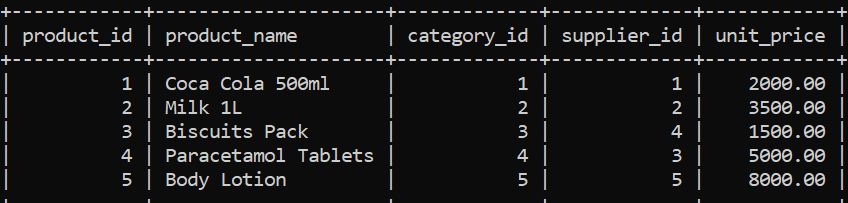 +------------+---------------------+-------------+-------------+------------+
| product_id | product_name        | category_id | supplier_id | unit_price |
+------------+---------------------+-------------+-------------+------------+
|          1 | Coca Cola 500ml     |           1 |           1 |    2000.00 |
|          2 | Milk 1L             |           2 |           2 |    3500.00 |
|          3 | Biscuits Pack       |           3 |           4 |    1500.00 |
|          4 | Paracetamol Tablets |           4 |           3 |    5000.00 |
|          5 | Body Lotion         |           5 |           5 |    8000.00 |
+------------+---------------------+-------------+-------------+------------+